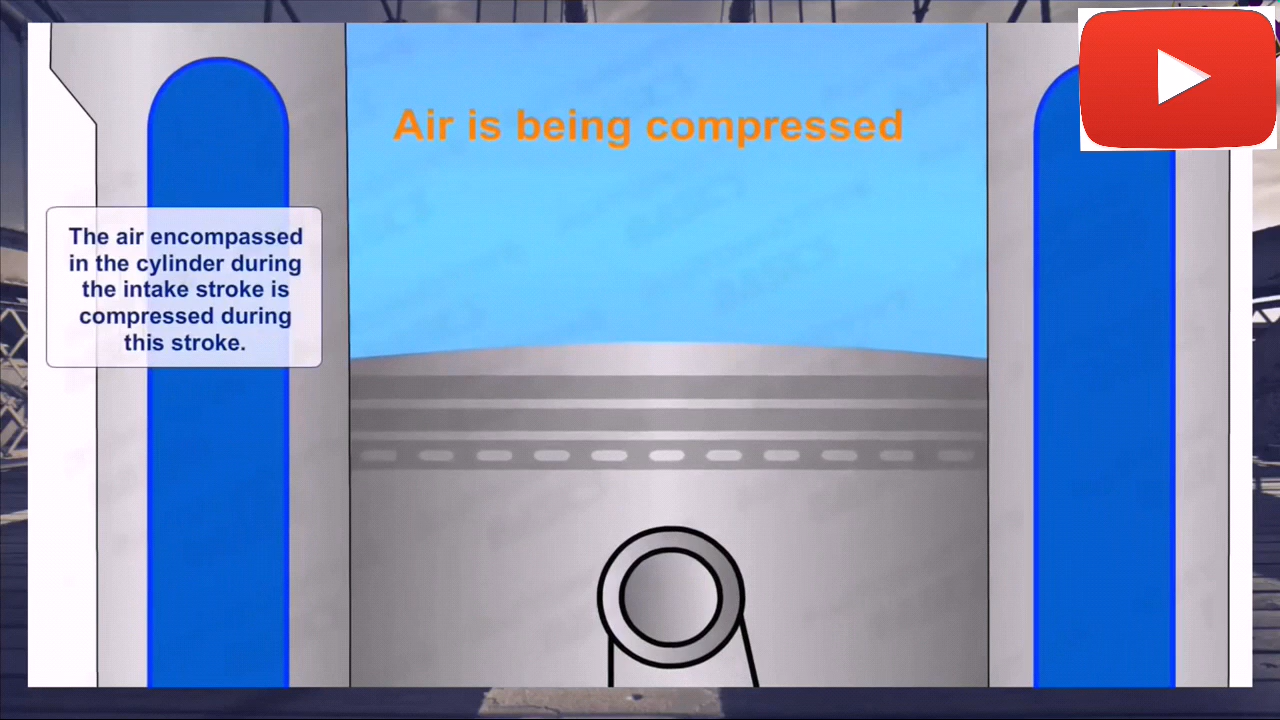 Air is being compressed
The air encompassed
in the cylinder during
the intake stroke is
compressed during
this stroke.